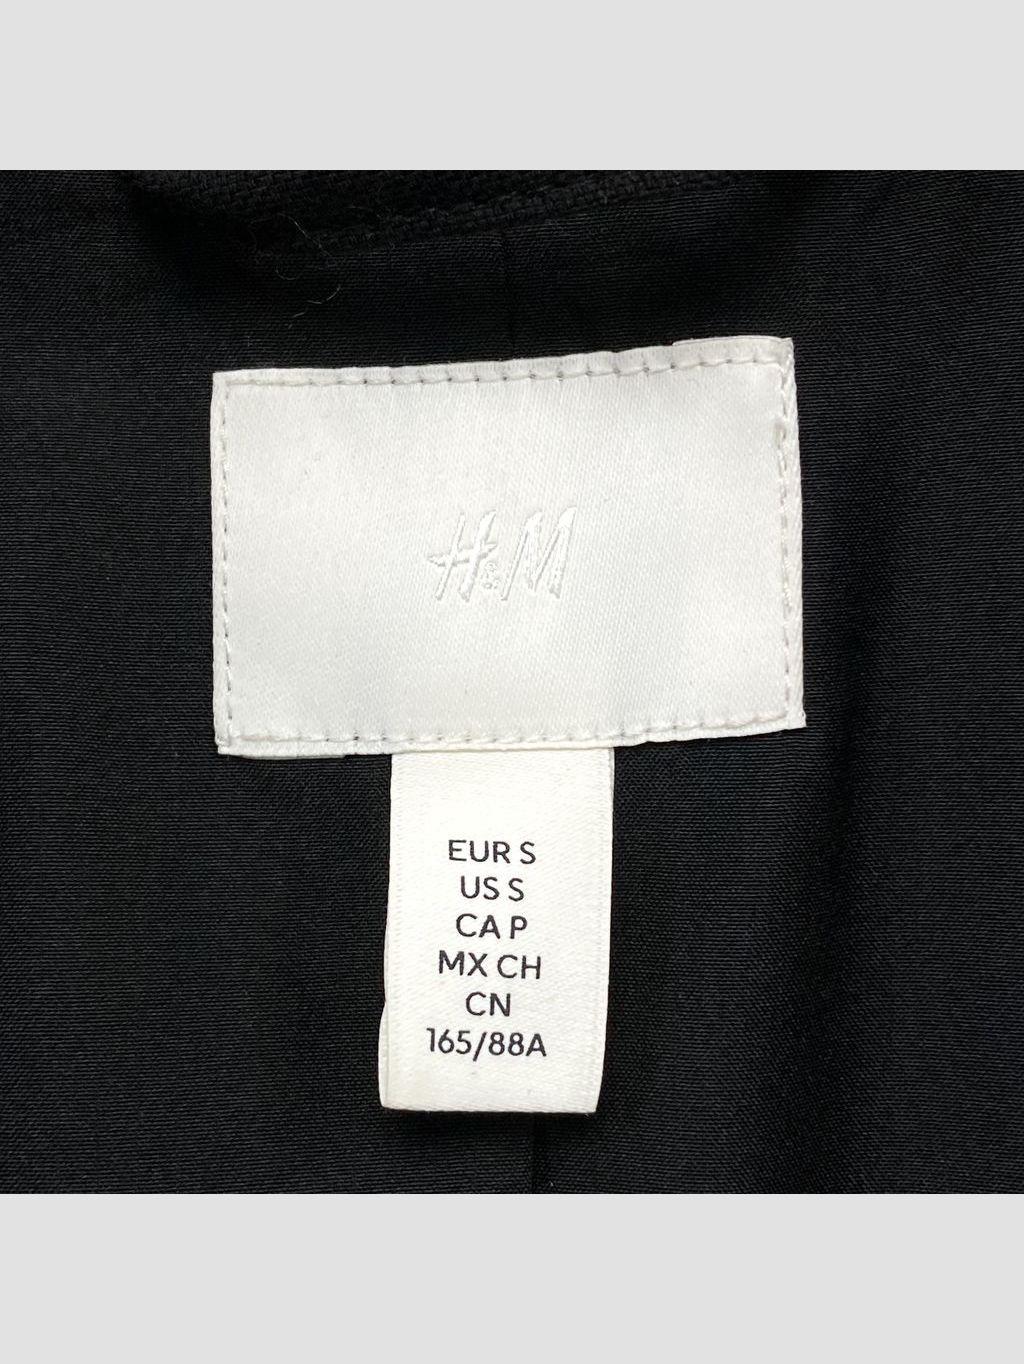 H&M
EUR S
US S
CA P
MX CH
CN
165/88A